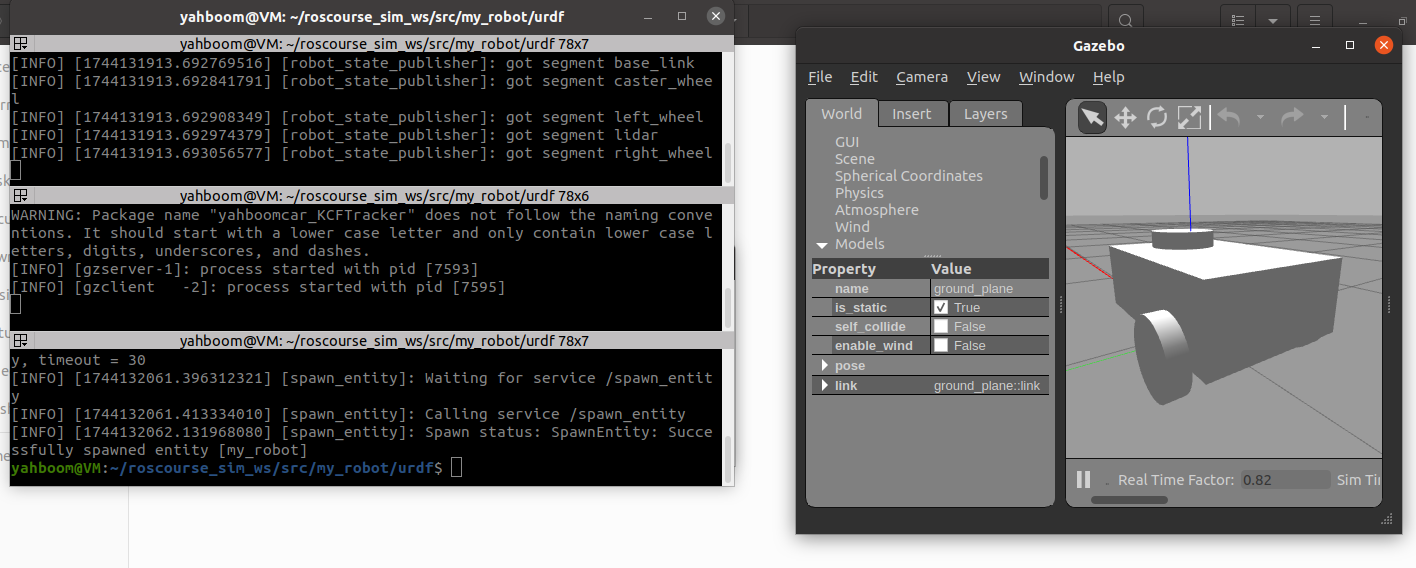 yahboom@VM: ~/roscourse_sim_ws/src/my_robot/urdf
yahboom@VM: ~/roscourse_sim_ws/src/my_robot/urdf 78x7
[INFO] [1744131913.692769516] [robot_state_publisher]: got segment base_link
[INFO] [1744131913.692841791] [robot_state_publisher]: got segment caster_whee
l
[INFO] [1744131913.692908349] [robot_state_publisher]: got segment left_wheel
[INFO] [1744131913.692974379] [robot_state_publisher]: got segment lidar
[INFO] [1744131913.693056577] [robot_state_publisher]: got segment right_wheel
yahboom@VM: ~/roscourse_sim_ws/src/my_robot/urdf 78x6
WARNING: Package name "yahboomcar_KCFTracker" does not follow the naming conve
ntions. It should start with a lower case letter and only contain lower case l
etters, digits, underscores, and dashes.
[INFO] [gzserver-1]: process started with pid [7593]
[INFO] [gzclient   -2]: process started with pid [7595]
yahboom@VM: ~/roscourse_sim_ws/src/my_robot/urdf 78x7
y, timeout = 30
[INFO] [1744132061.396312321] [spawn_entity]: Waiting for service /spawn_entit
y
[INFO] [1744132061.413334010] [spawn_entity]: Calling service /spawn_entity
[INFO] [1744132062.131968080] [spawn_entity]: Spawn status: SpawnEntity: Succe
ssfully spawned entity [my_robot]
yahboom@VM:~/roscourse_sim_ws/src/my_robot/urdf$
Gazebo
File Edit Camera View Window Help
World Insert Layers
GUI
Scene
Spherical Coordinates
Physics
Atmosphere
Wind
Models
Property Value
name ground_plane
is_static True
self_collide False
enable_wind False
pose
link ground_plane::link
Real Time Factor: 0.82 Sim